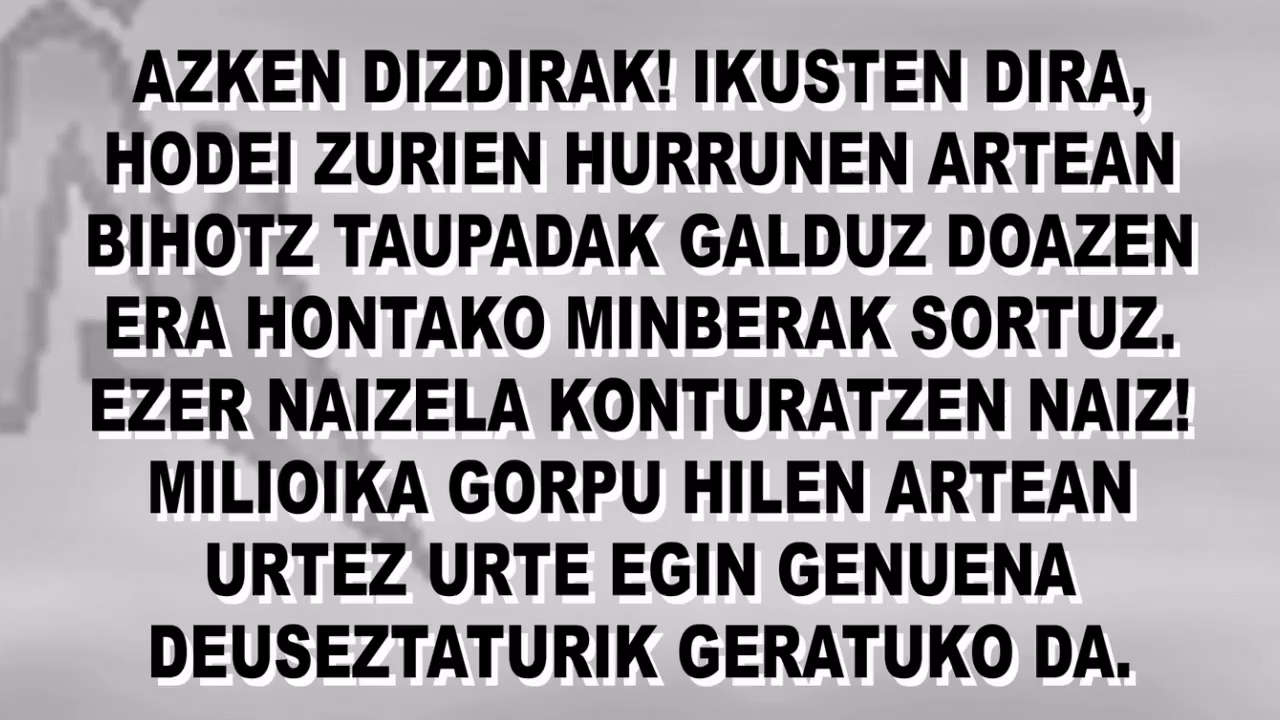 AZKEN DIZDIRAK! IKUSTEN DIRA,
HODEI ZURIEN HURRUNEN ARTEAN
BIHOTZ TAUPADAK GALDUZ DOAZEN
ERA HONTAKO MINBERAK SORTUZ.
EZER NAIZELA KONTURATZEN NAIZ!
MILIOIKA GORPU HILEN ARTEAN
URTEZ URTE EGIN GENUENA
DEUSEZTATURIK GERATUKO DA.